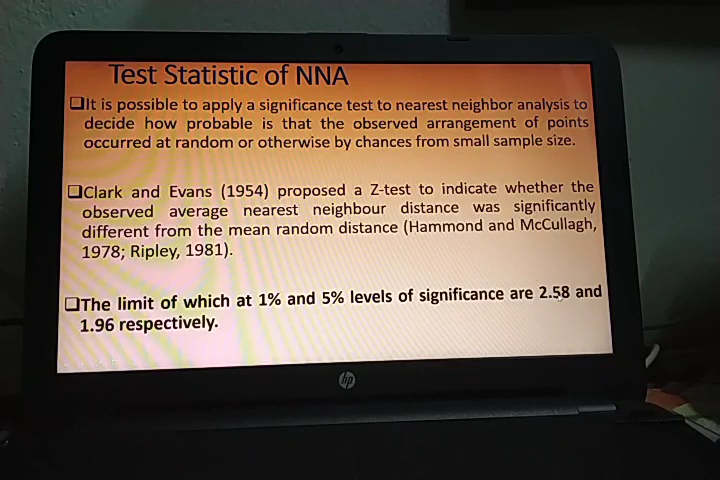 Test Statistic of NNA
❑It is possible to apply a significance test to nearest neighbor analysis to
decide how probable is that the observed arrangement of points
occurred at random or otherwise by chances from small sample size.
❑Clark and Evans (1954) proposed a Z-test to indicate whether the
observed average nearest neighbour distance was significantly
different from the mean random distance (Hammond and McCullagh,
1978; Ripley, 1981).
❑The limit of which at 1% and 5% levels of significance are 2.58 and
1.96 respectively.
hp